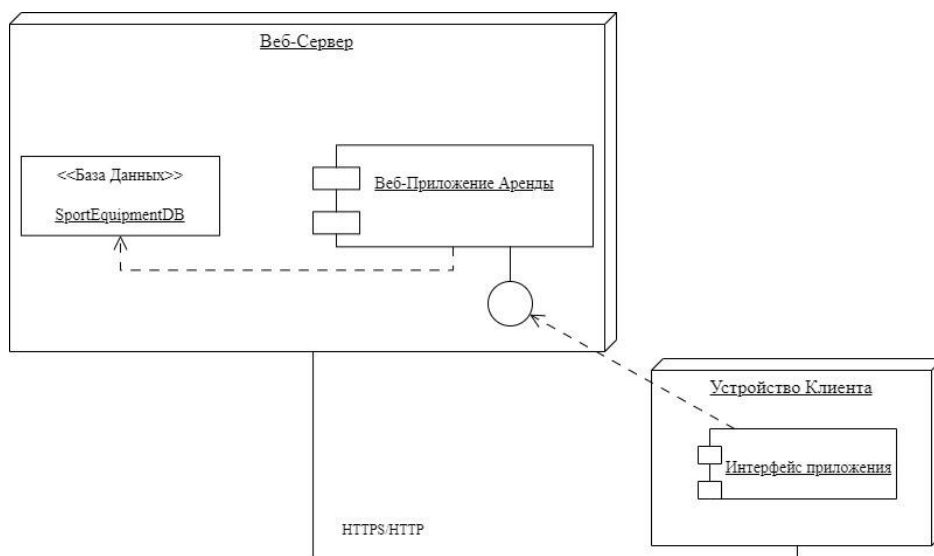 Веб-Сервер
<<База Данных>>
SportEquipmentDB
Веб-Приложение Аренды
Устройство Клиента
Интерфейс приложения
HTTPS/HTTP